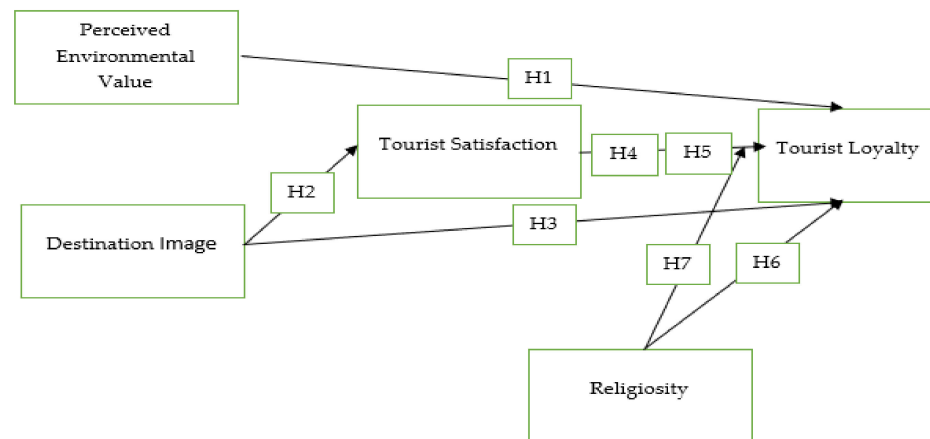 Perceived
Environmental
Value
H1
Tourist Satisfaction
H4
H5
Tourist Loyalty
H2
H3
Destination Image
H7
H6
Religiosity